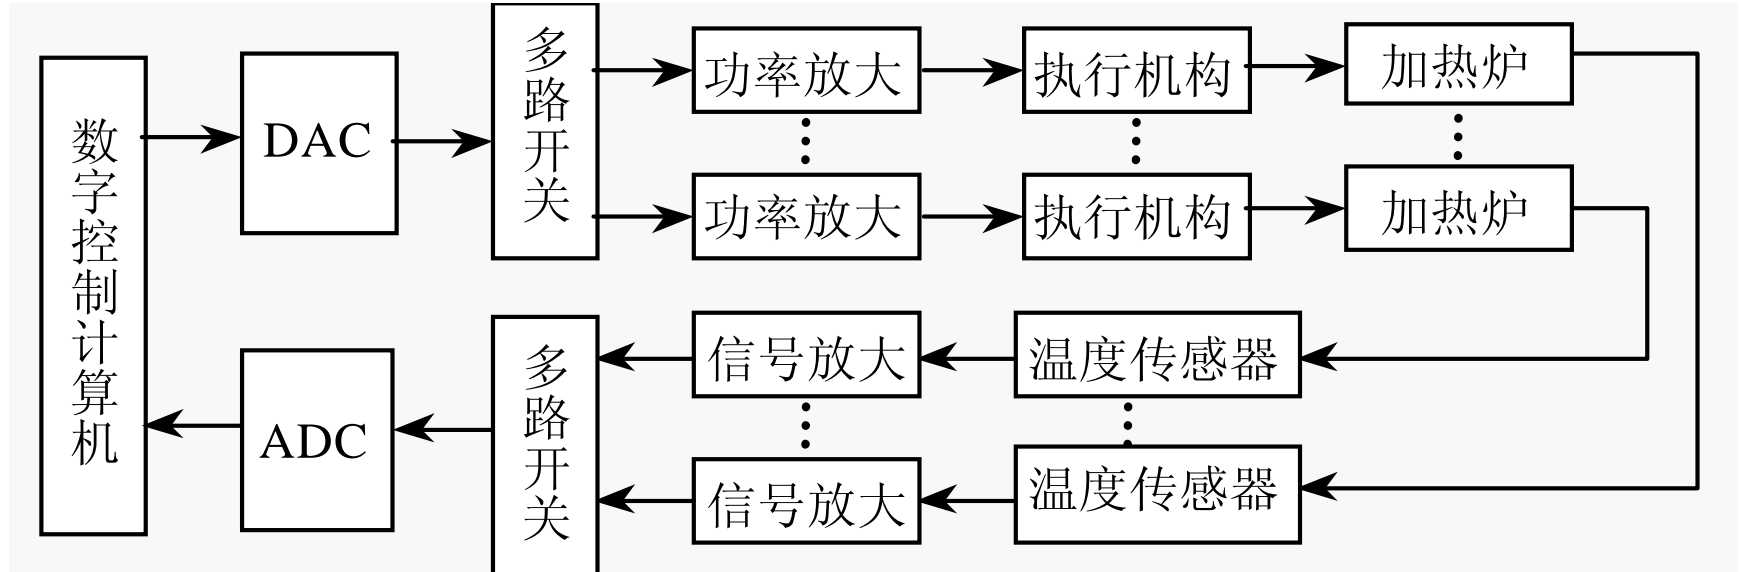 数字控制计算机
DAC
多路开关
功率放大
执行机构
加热炉
功率放大
执行机构
加热炉
ADC
多路开关
信号放大
温度传感器
信号放大
温度传感器